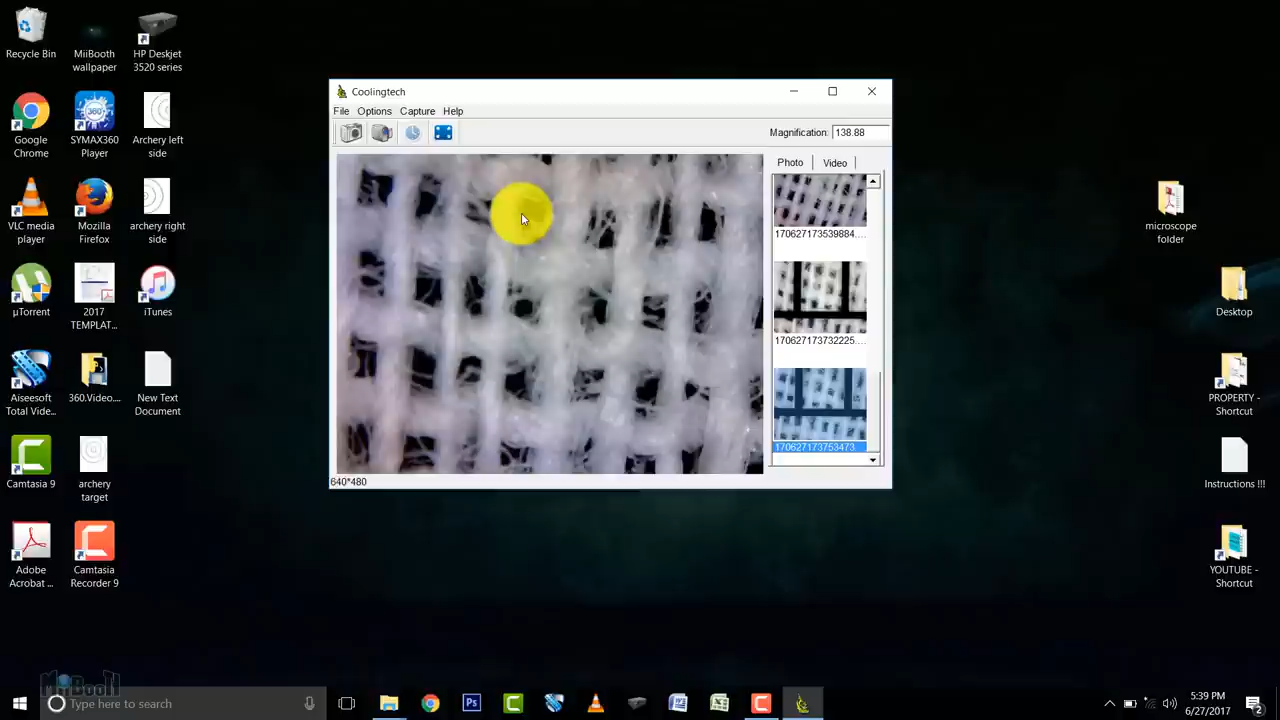 Recycle Bin
MiiBooth wallpaper
HP Deskjet 3520 series
Google Chrome
SYMAX360 Player
Archery left side
VLC media player
Mozilla Firefox
archery right side
µTorrent
2017 TEMPLAT...
iTunes
Aiseesoft Total Vide...
360.Video....
New Text Document
Camtasia 9
archery target
Adobe Acrobat ...
Camtasia Recorder 9
Coolingtech
File Options Capture Help
Magnification: 138.88
Photo Video
170627173539884....
170627173732225....
170627173753473
640*480
microscope folder
Desktop
PROPERTY - Shortcut
Instructions !!!
YOUTUBE - Shortcut
MiiBooTH
Type here to search
5:39 PM
6/27/2017
2